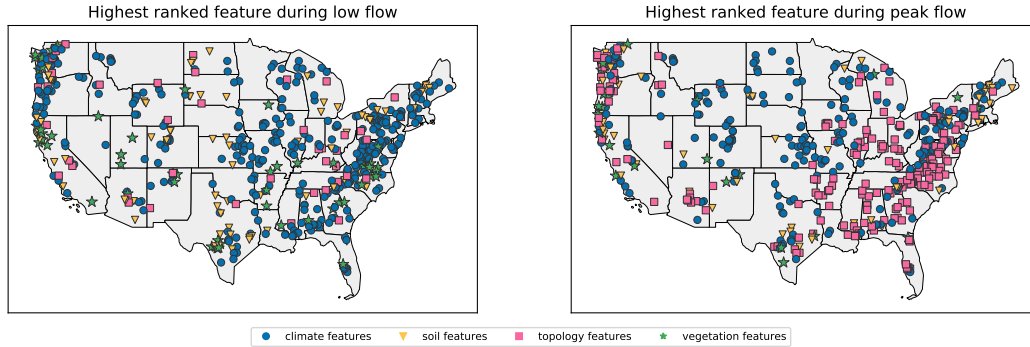 Highest ranked feature during low flow
Highest ranked feature during peak flow
climate features
soil features
topology features
vegetation features